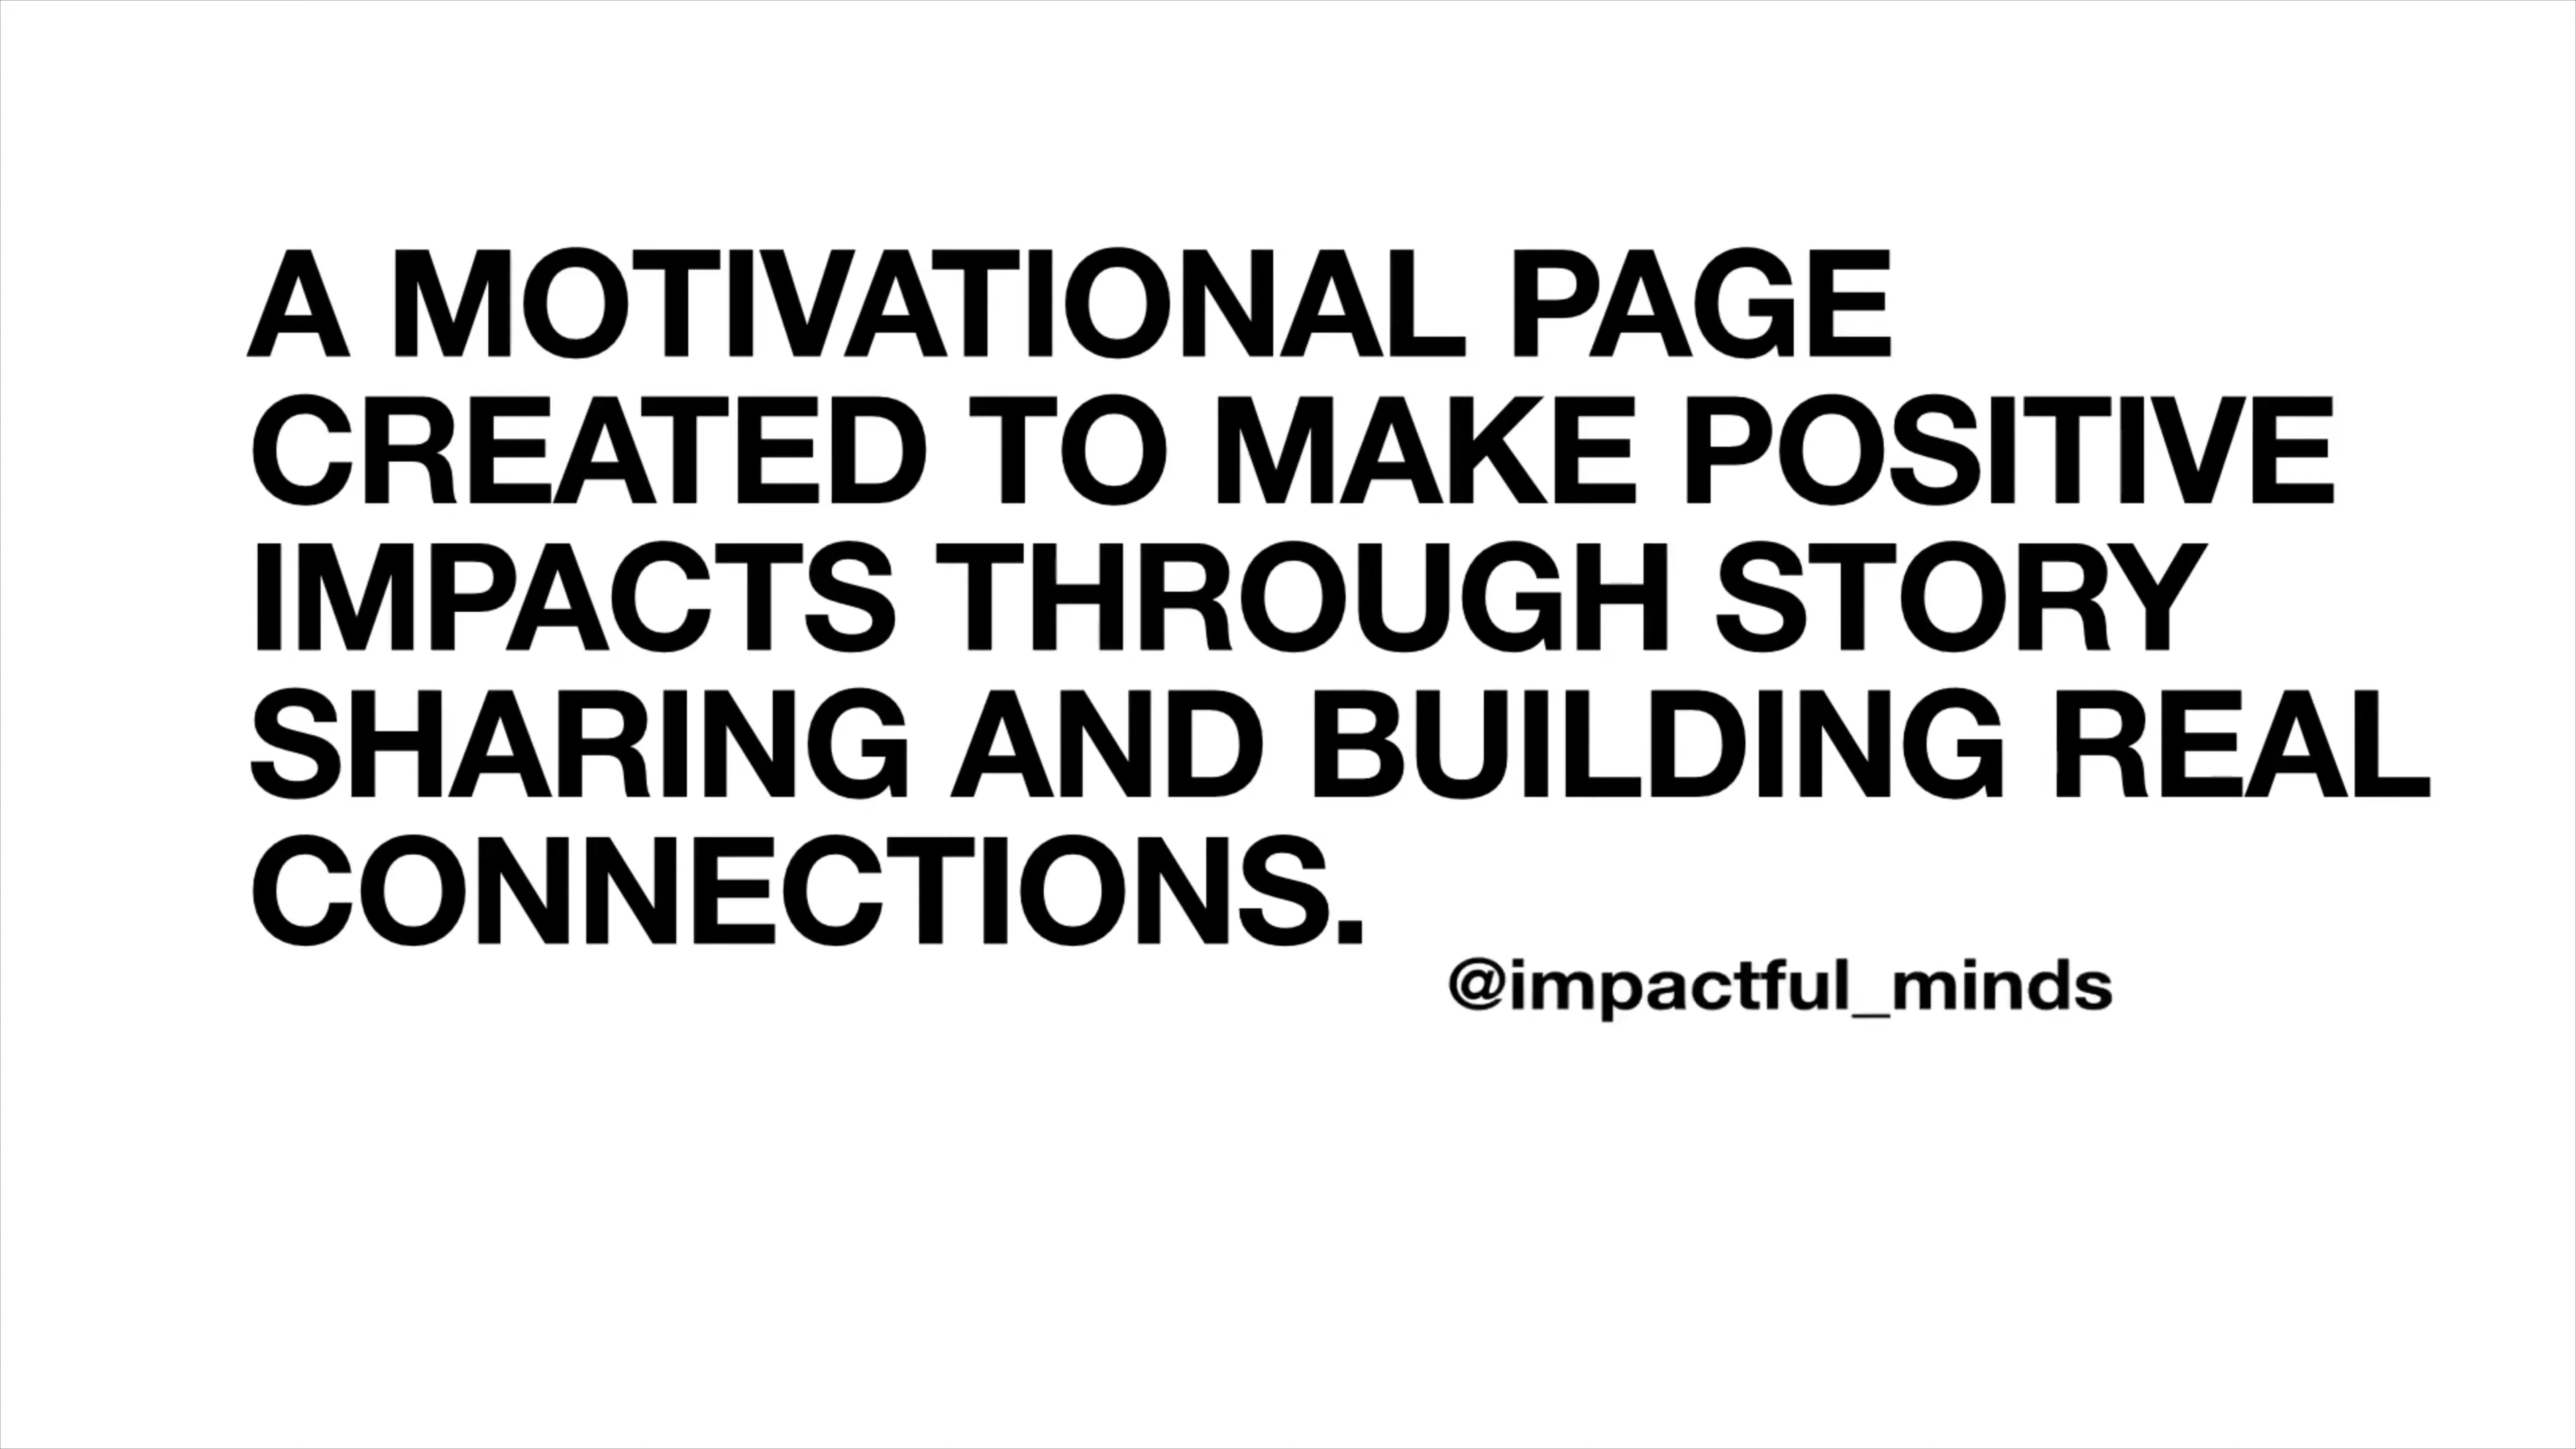 A MOTIVATIONAL PAGE
CREATED TO MAKE POSITIVE
IMPACTS THROUGH STORY
SHARING AND BUILDING REAL
CONNECTIONS.
@impactful_minds